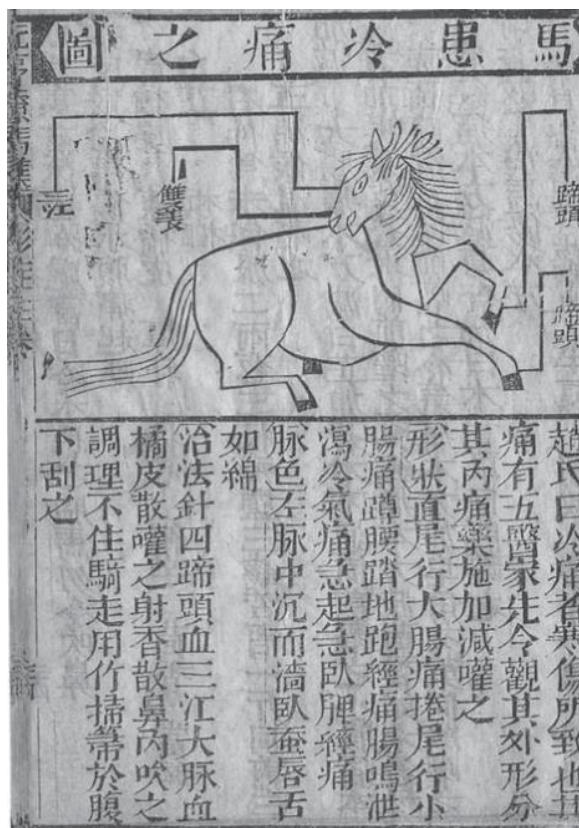 馬患冷痛之圖
蹄頭
蹄頭
三江
趙氏曰冷痛者寒傷所致也五
痛有五醫家先令觀其外形分
其內痛藥施加減嚾之
形狀直尾行大腸痛捲尾行小
腸痛蹲腰踏地跑經痛腸鳴泄
瀉冷氣痛急起急臥脾經痛
脉色左脉中沉而濇臥蚕唇舌
如綿
治法針四蹄頭血三江大脉血
橘皮散嚾之射香散鼻內吹之
調理不住騎走用竹掃箒於腹
下刮之